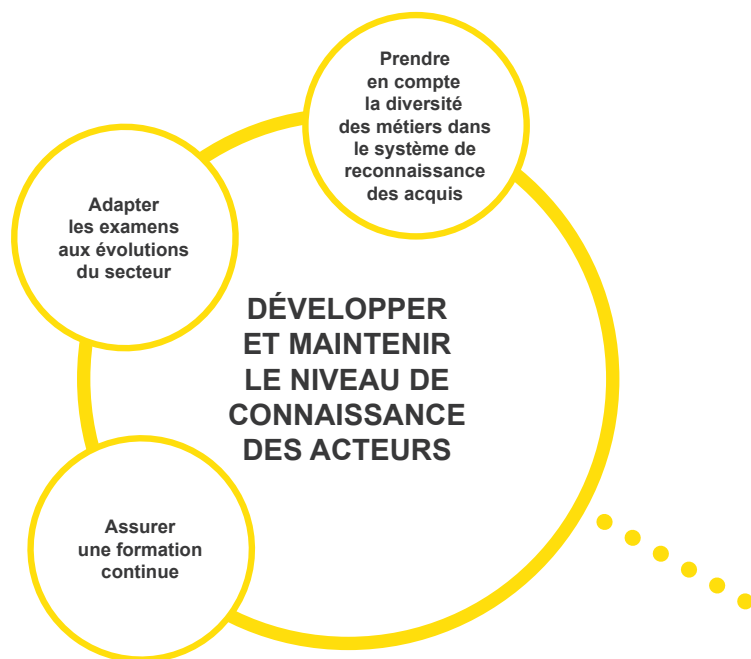 Prendre
en compte
la diversité
des métiers dans
le système de
reconnaissance
des acquis
Adapter
les examens
aux évolutions
du secteur
DÉVELOPPER
ET MAINTENIR
LE NIVEAU DE
CONNAISSANCE
DES ACTEURS
Assurer
une formation
continue